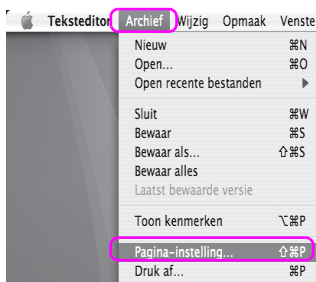 Teksteditor Archief Wijzig Opmaak Venste
Nieuw ⌘N
Open... ⌘O
Open recente bestanden ▶
Sluit ⌘W
Bewaar ⌘S
Bewaar als... ⇧⌘S
Bewaar alles
Laatst bewaarde versie
Toon kenmerken ⌥⌘P
Pagina-instelling... ⇧⌘P
Druk af... ⌘P